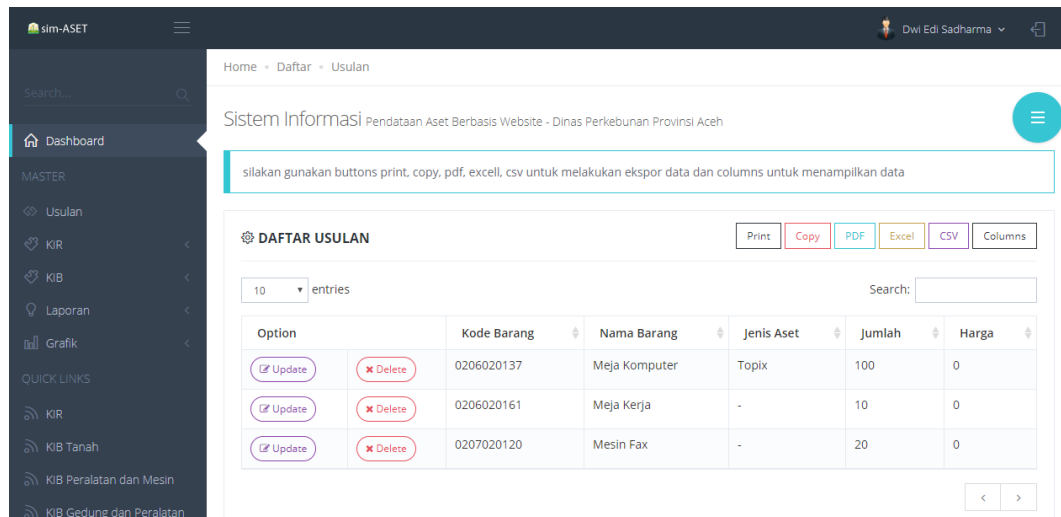 sim-ASET
Dwi Edi Sadharma
Search...
Dashboard
MASTER
Usulan
KIR
KIB
Laporan
Grafik
QUICK LINKS
KIR
KIB Tanah
KIB Peralatan dan Mesin
KIB Gedung dan Peralatan
Home Daftar Usulan
Sistem Informasi Pendataan Aset Berbasis Website - Dinas Perkebunan Provinsi Aceh
silakan gunakan buttons print, copy, pdf, excell, csv untuk melakukan ekspor data dan columns untuk menampilkan data
DAFTAR USULAN
Print Copy PDF Excel CSV Columns
10 entries Search:
Option Kode Barang Nama Barang Jenis Aset Jumlah Harga
Update Delete 0206020137 Meja Komputer Topix 100 0
Update Delete 0206020161 Meja Kerja - 10 0
Update Delete 0207020120 Mesin Fax - 20 0